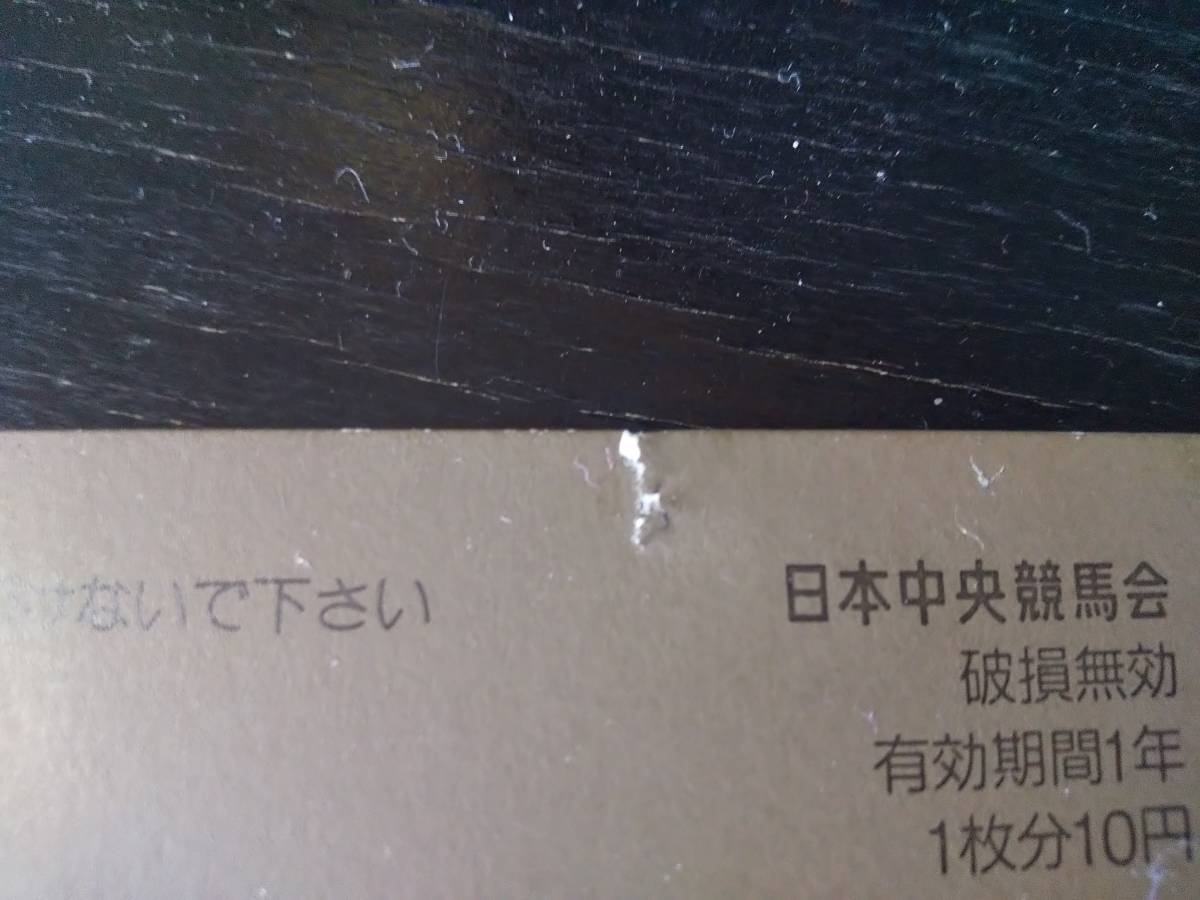 けないで下さい
日本中央競馬会
破損無効
有効期間1年
1枚分10円